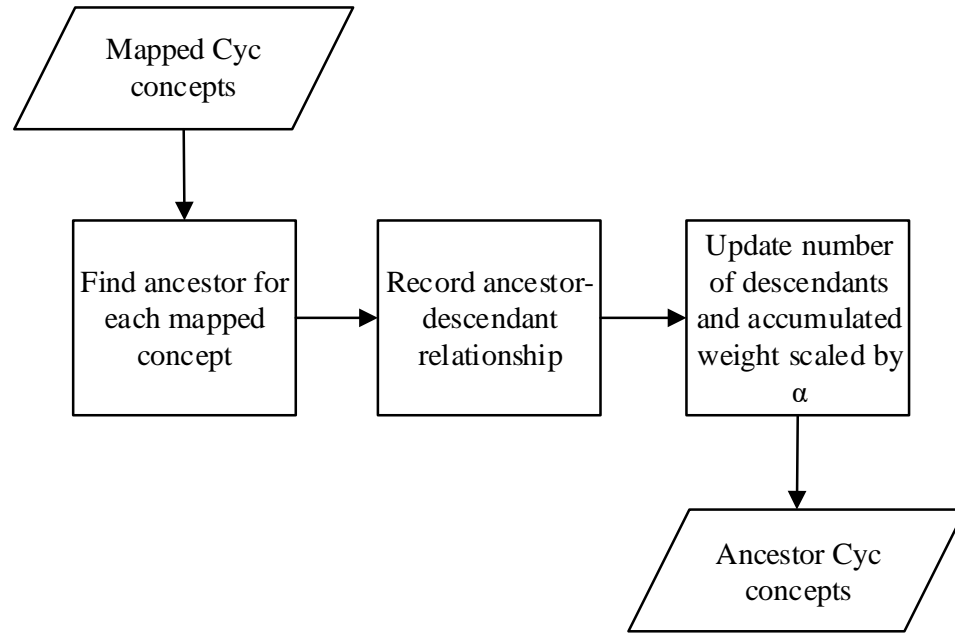 Mapped Cyc
concepts
Find ancestor for
each mapped
concept
Record ancestor-
descendant
relationship
Update number
of descendants
and accumulated
weight scaled by
α
Ancestor Cyc
concepts